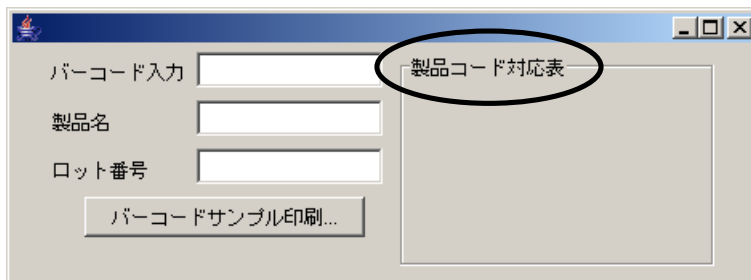 バーコード入力
製品名
ロット番号
バーコードサンプル印刷...
製品コード対応表